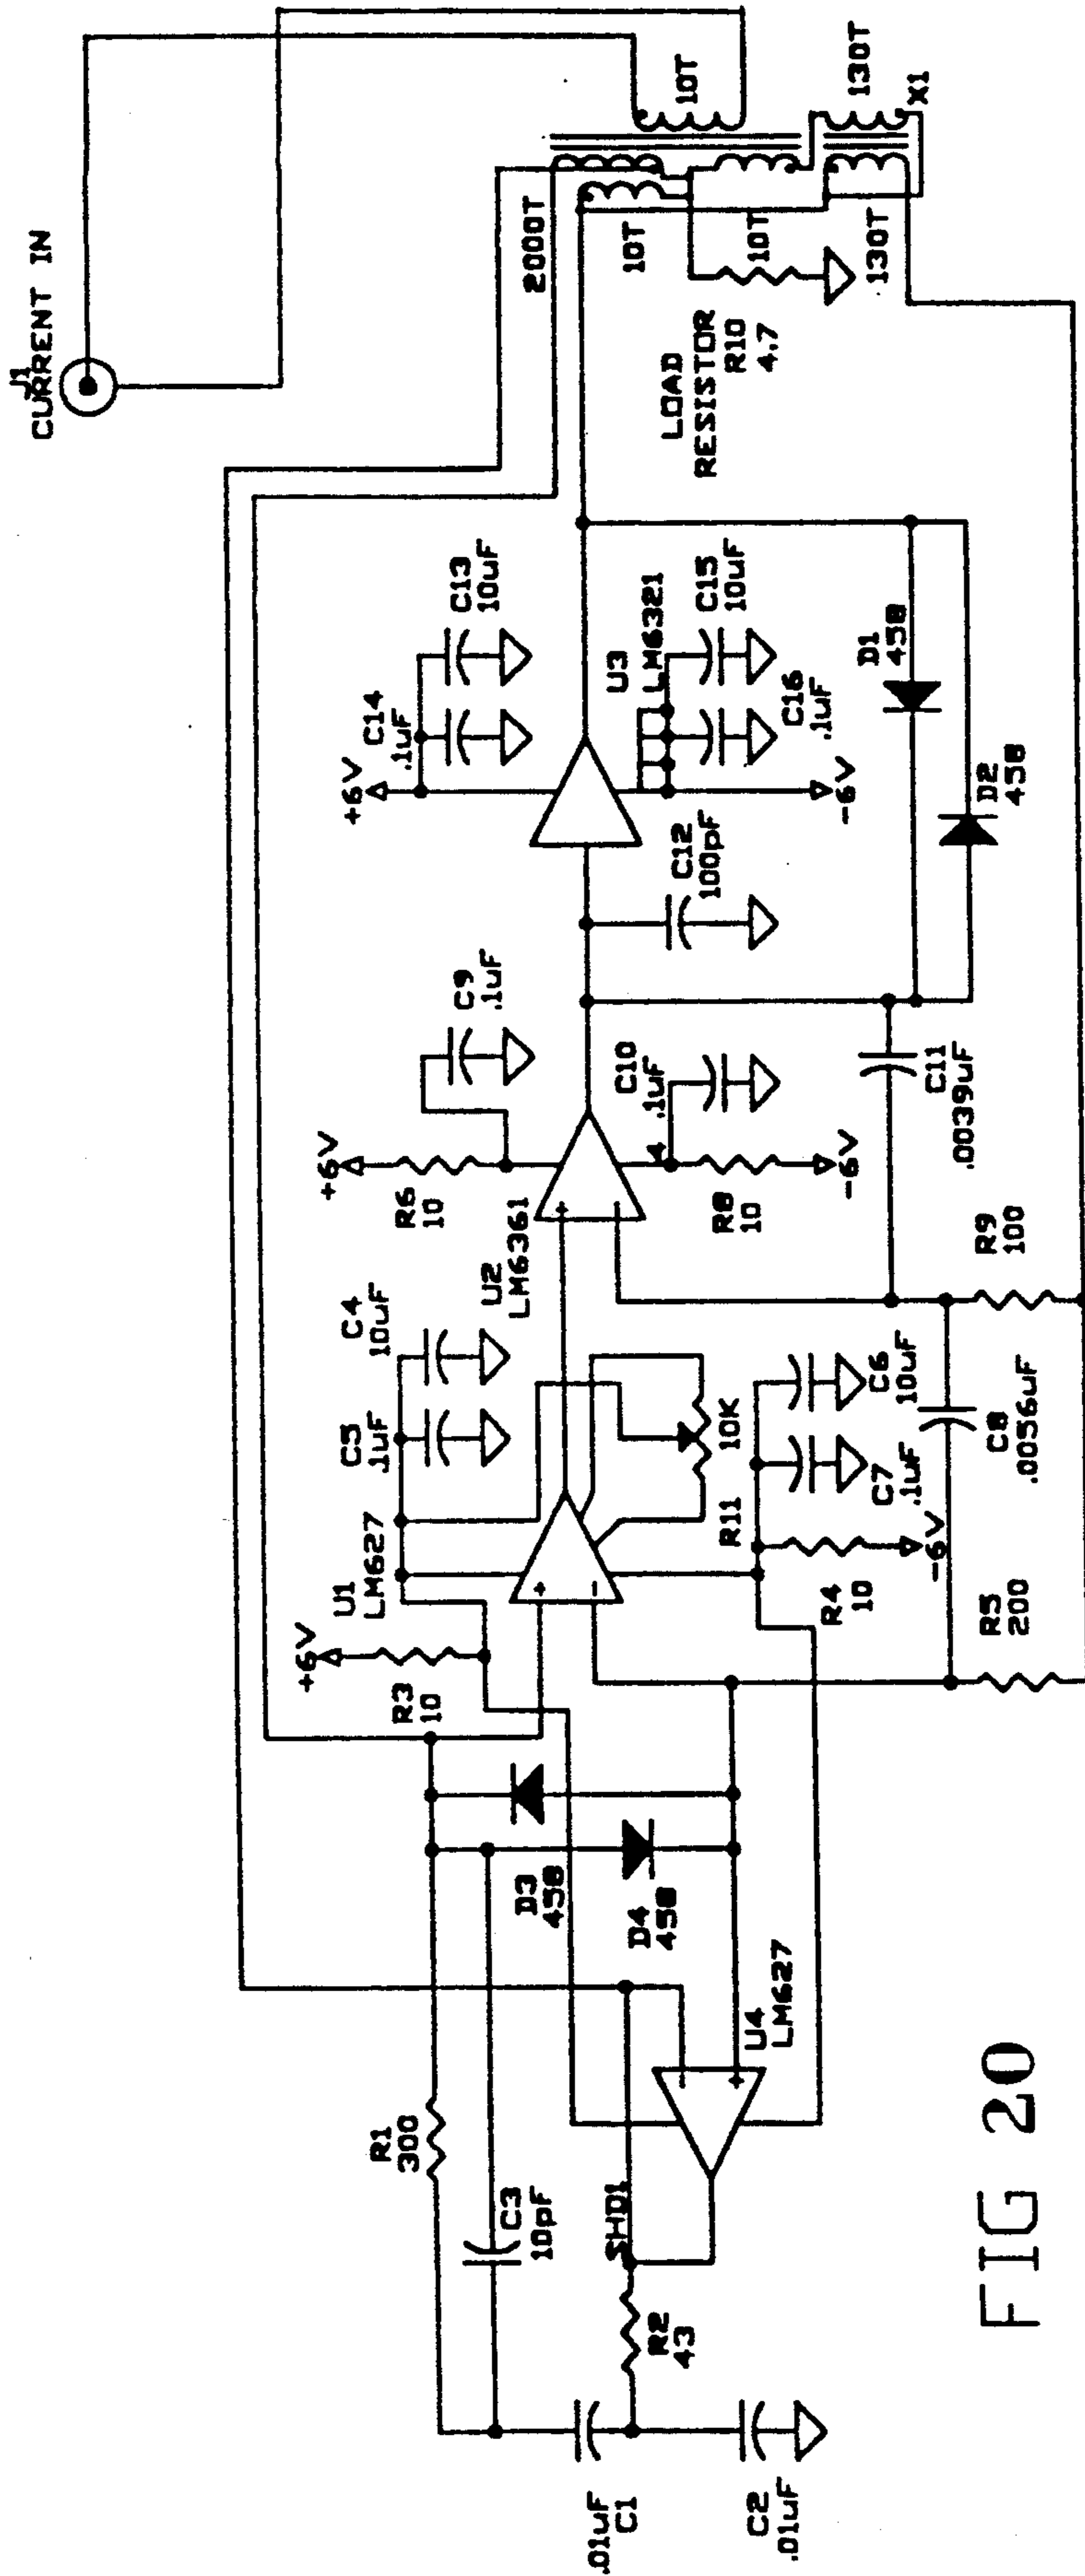 J1
CURRENT IN
2000T
10T
10T
10T
130T
130T
X1
LOAD
RESISTOR
R10
4.7
+6V
C14
.1uF
C13
10uF
U3
LM6321
C15
10uF
C16
.1uF
-6V
C12
100pF
D1
458
D2
458
+6V
R6
10
C9
.1uF
U2
LM6361
4
C10
.1uF
R8
10
-6V
C11
.0039uF
R9
100
C4
10uF
C5
.1uF
U1
LM627
+6V
R3
10
10K
R11
C6
10uF
C7
.1uF
R4
10
-6V
C8
.0056uF
R5
200
D3
458
D4
458
R1
300
C3
10pF
SHD1
R2
43
U4
LM627
.01uF
C1
C2
.01uF
FIG 20